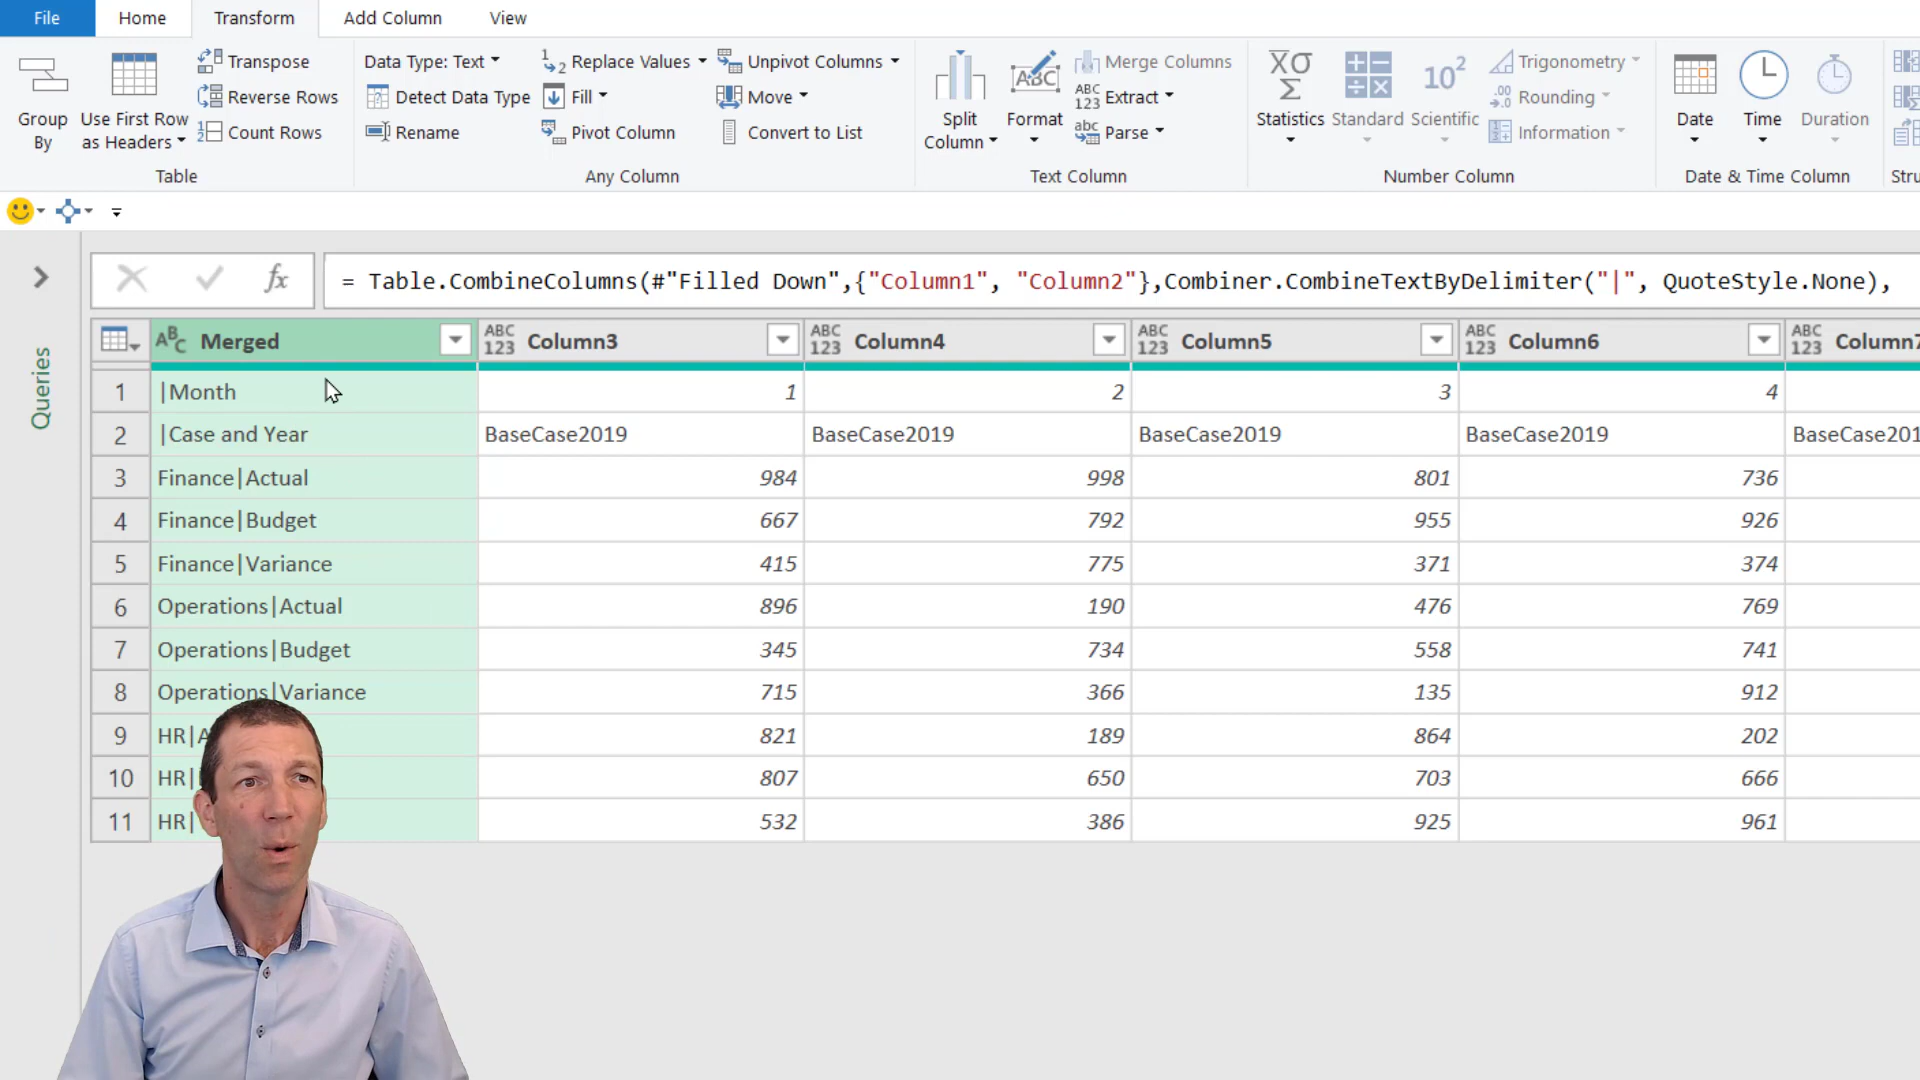 File Home Transform Add Column View
Transpose Data Type: Text Replace Values Unpivot Columns Merge Columns Trigonometry
Reverse Rows Detect Data Type Fill Move Extract Rounding
Group By Use First Row as Headers Count Rows Rename Pivot Column Convert to List Split Column Format Parse Statistics Standard Scientific Information Date Time Duration
Table Any Column Text Column Number Column Date & Time Column Stru
= Table.CombineColumns(#"Filled Down",{"Column1", "Column2"},Combiner.CombineTextByDelimiter("|", QuoteStyle.None),
Queries
Merged Column3 Column4 Column5 Column6 Column7
1 |Month 1 2 3 4
2 |Case and Year BaseCase2019 BaseCase2019 BaseCase2019 BaseCase2019 BaseCase201
3 Finance|Actual 984 998 801 736
4 Finance|Budget 667 792 955 926
5 Finance|Variance 415 775 371 374
6 Operations|Actual 896 190 476 769
7 Operations|Budget 345 734 558 741
8 Operations|Variance 715 366 135 912
9 HR|A 821 189 864 202
10 HR| 807 650 703 666
11 HR| 532 386 925 961